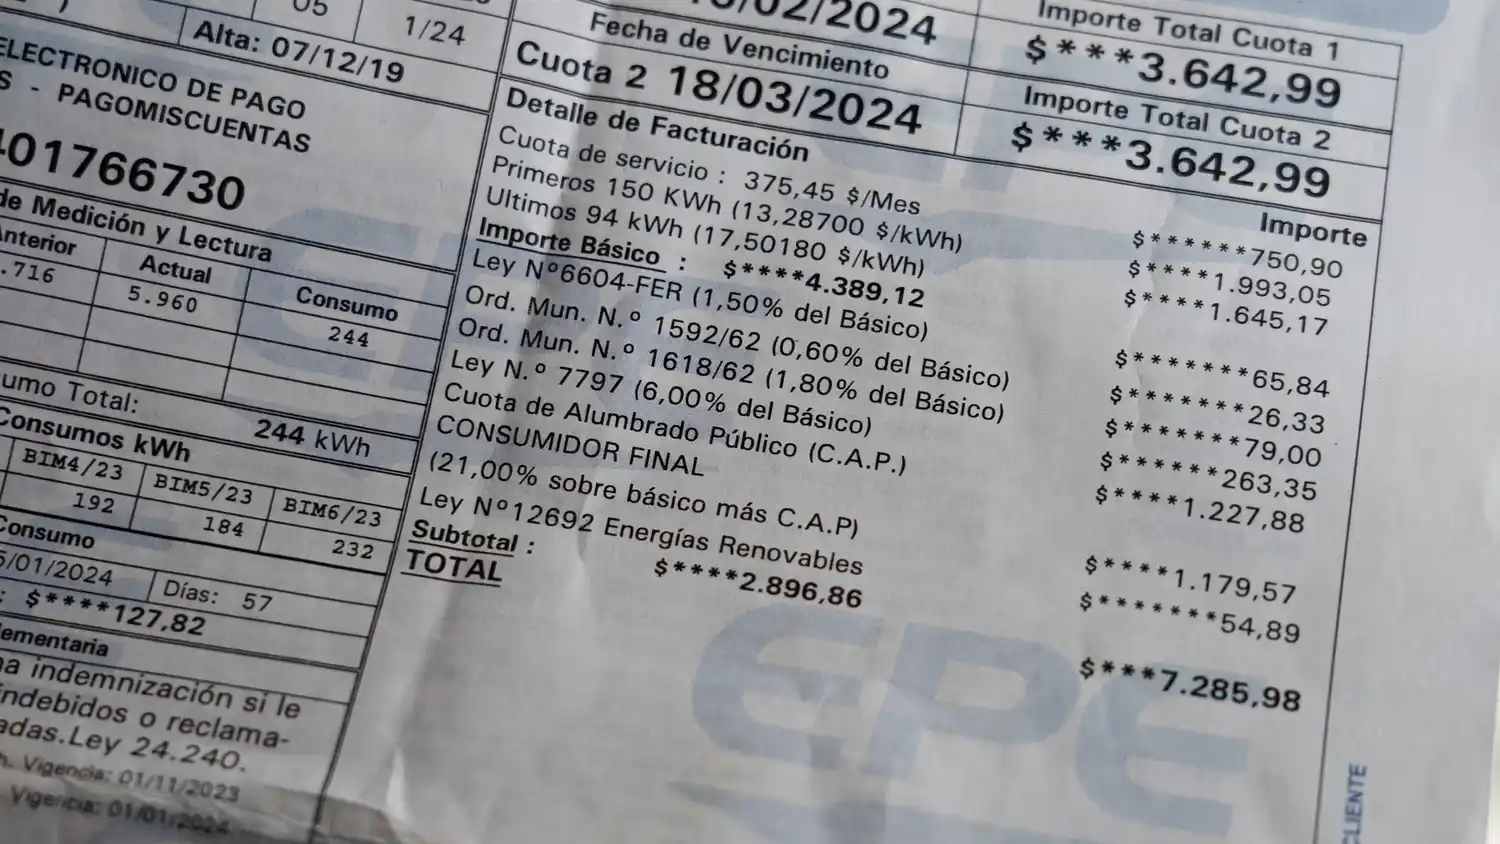 05
1/24
Alta: 07/12/19
ELECTRONICO DE PAGO
S - PAGOMISCUENTAS
401766730
de Medición y Lectura
Anterior Actual Consumo
.716 5.960 244
umo Total: 244 kWh
Consumos kWh
BIM4/23 BIM5/23 BIM6/23
192 184 232
Consumo
5/01/2024 Días: 57
: $****127,82
lementaria
na indemnización si le
indebidos o reclama-
adas.Ley 24.240.
h. Vigencia: 01/11/2023
Vigencia: 01/01/2024
/02/2024
Importe Total Cuota 1
$***3.642,99
Fecha de Vencimiento
Cuota 2 18/03/2024
Importe Total Cuota 2
$***3.642,99
Detalle de Facturación
Importe
Cuota de servicio : 375,45 $/Mes $******750,90
Primeros 150 KWh (13,28700 $/kWh) $****1.993,05
Ultimos 94 kWh (17,50180 $/kWh) $****1.645,17
Importe Básico : $****4.389,12
Ley Nº6604-FER (1,50% del Básico) $*******65,84
Ord. Mun. N.º 1592/62 (0,60% del Básico) $*******26,33
Ord. Mun. N.º 1618/62 (1,80% del Básico) $*******79,00
Ley N.º 7797 (6,00% del Básico) $******263,35
Cuota de Alumbrado Público (C.A.P.) $****1.227,88
CONSUMIDOR FINAL
(21,00% sobre básico más C.A.P) $****1.179,57
Ley Nº12692 Energías Renovables $*******54,89
Subtotal : $****2.896,86
TOTAL $***7.285,98
EPE
CLIENTE